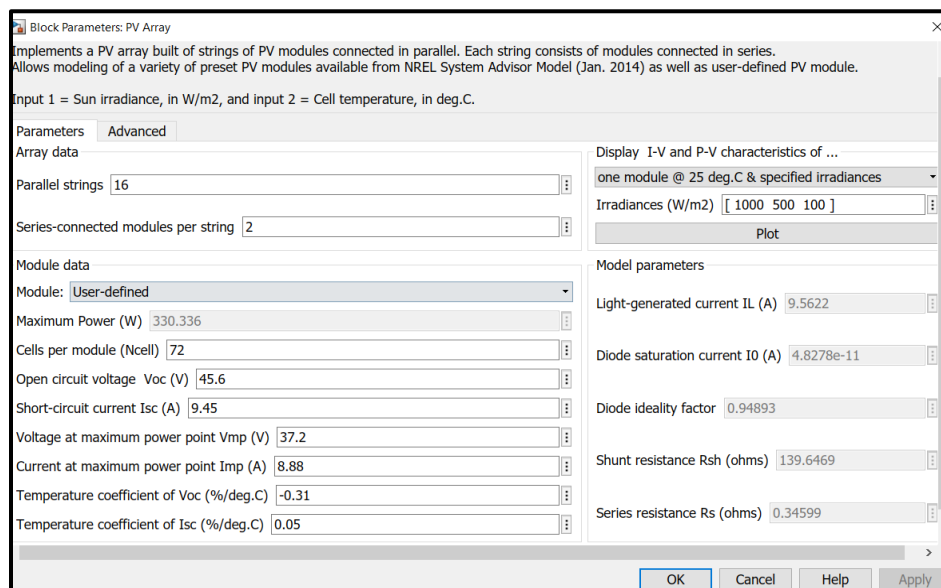 Block Parameters: PV Array
Implements a PV array built of strings of PV modules connected in parallel. Each string consists of modules connected in series.
Allows modeling of a variety of preset PV modules available from NREL System Advisor Model (Jan. 2014) as well as user-defined PV module.
Input 1 = Sun irradiance, in W/m2, and input 2 = Cell temperature, in deg.C.
Parameters Advanced
Array data
Parallel strings 16
Series-connected modules per string 2
Display I-V and P-V characteristics of ...
one module @ 25 deg.C & specified irradiances
Irradiances (W/m2) [ 1000 500 100 ]
Plot
Module data
Module: User-defined
Maximum Power (W) 330.336
Cells per module (Ncell) 72
Open circuit voltage Voc (V) 45.6
Short-circuit current Isc (A) 9.45
Voltage at maximum power point Vmp (V) 37.2
Current at maximum power point Imp (A) 8.88
Temperature coefficient of Voc (%/deg.C) -0.31
Temperature coefficient of Isc (%/deg.C) 0.05
Model parameters
Light-generated current IL (A) 9.5622
Diode saturation current I0 (A) 4.8278e-11
Diode ideality factor 0.94893
Shunt resistance Rsh (ohms) 139.6469
Series resistance Rs (ohms) 0.34599
OK Cancel Help Apply